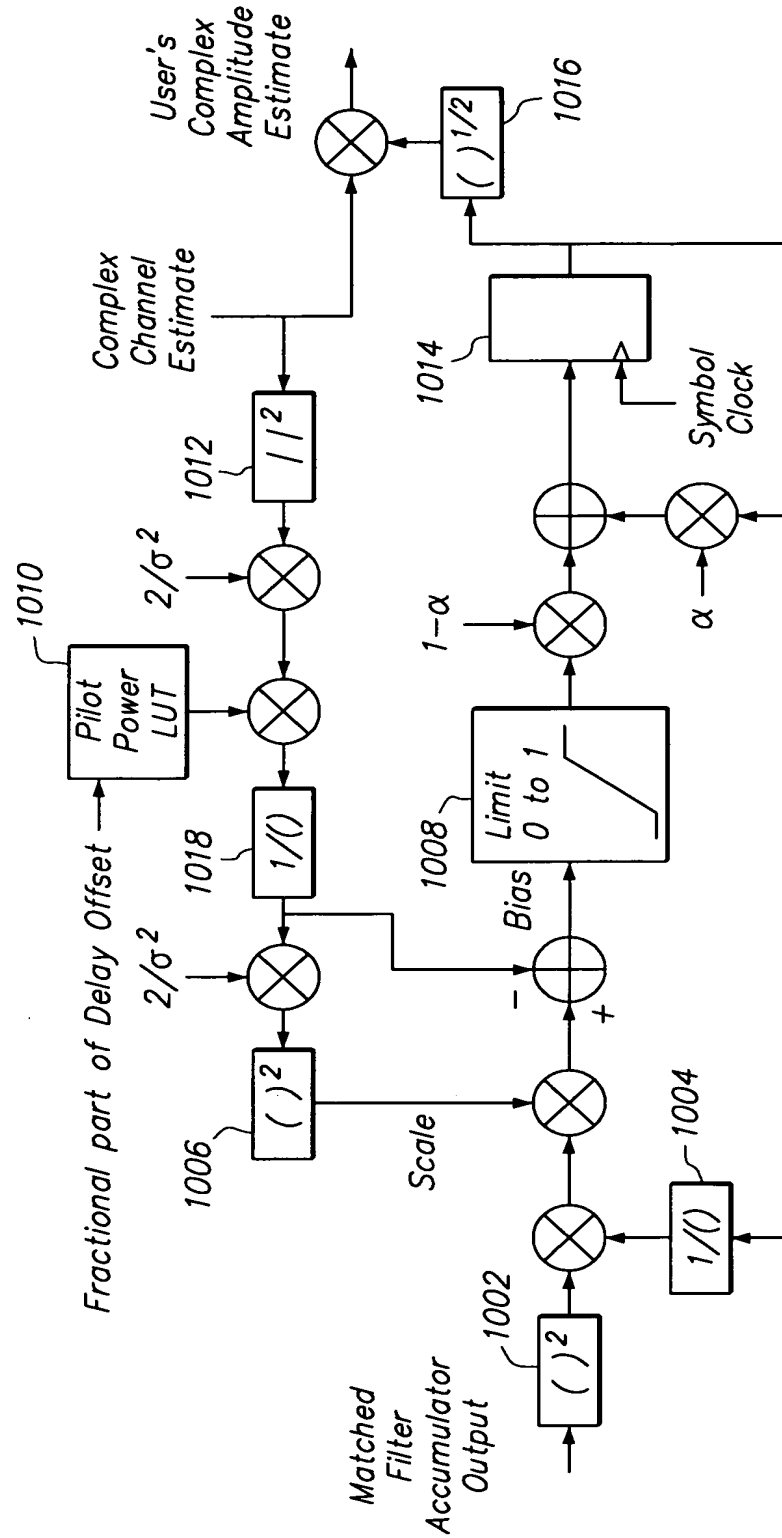 Fractional part of Delay Offset
1010
Pilot
Power
LUT
Complex
Channel
Estimate
User's
Complex
Amplitude
Estimate
1006
( )²
2/σ²
1018
1/()
2/σ²
1012
| |²
( )^1/2
1016
Scale
Matched
Filter
Accumulator
Output
1002
( )²
1/()
1004
-
+
Bias
1008
Limit
0 to 1
1-α
α
1014
Symbol
Clock